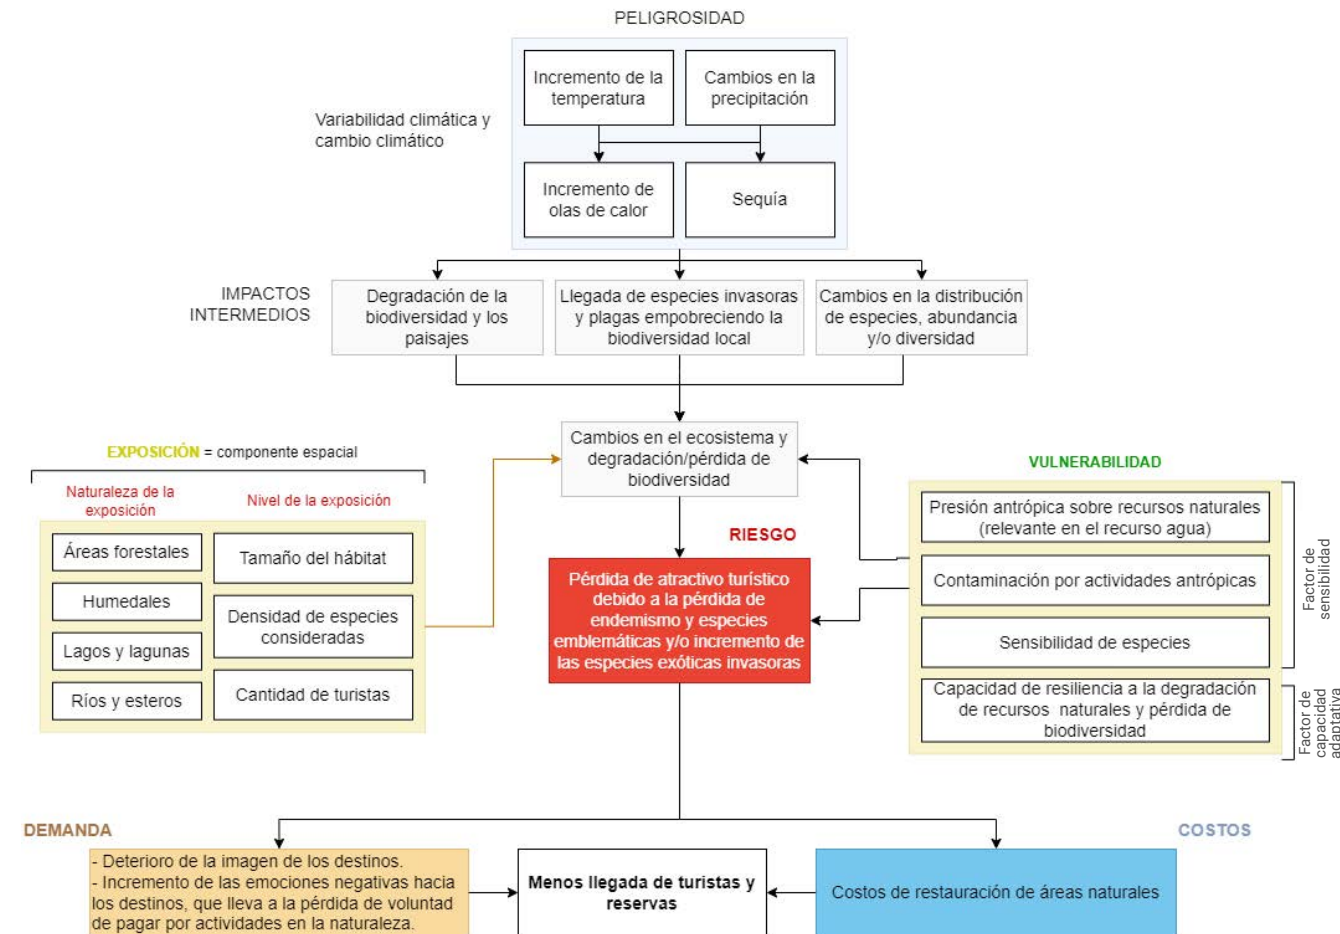 PELIGROSIDAD
Incremento de la
temperatura
Cambios en la
precipitación
Variabilidad climática y
cambio climático
Incremento de
olas de calor
Sequía
IMPACTOS
INTERMEDIOS
Degradación de la
biodiversidad y los
paisajes
Llegada de especies invasoras
y plagas empobreciendo la
biodiversidad local
Cambios en la distribución
de especies, abundancia
y/o diversidad
Cambios en el ecosistema y
degradación/pérdida de
biodiversidad
EXPOSICIÓN = componente espacial
Naturaleza de la
exposición
Nivel de la exposición
Áreas forestales
Humedales
Lagos y lagunas
Ríos y esteros
Tamaño del hábitat
Densidad de especies
consideradas
Cantidad de turistas
RIESGO
Pérdida de atractivo turístico
debido a la pérdida de
endemismo y especies
emblemáticas y/o incremento de
las especies exóticas invasoras
VULNERABILIDAD
Presión antrópica sobre recursos naturales
(relevante en el recurso agua)
Contaminación por actividades antrópicas
Sensibilidad de especies
Capacidad de resiliencia a la degradación
de recursos naturales y pérdida de
biodiversidad
Factor de
sensibilidad
Factor de
capacidad
adaptativa
DEMANDA
- Deterioro de la imagen de los destinos.
- Incremento de las emociones negativas hacia
los destinos, que lleva a la pérdida de voluntad
de pagar por actividades en la naturaleza.
Menos llegada de turistas y
reservas
COSTOS
Costos de restauración de áreas naturales